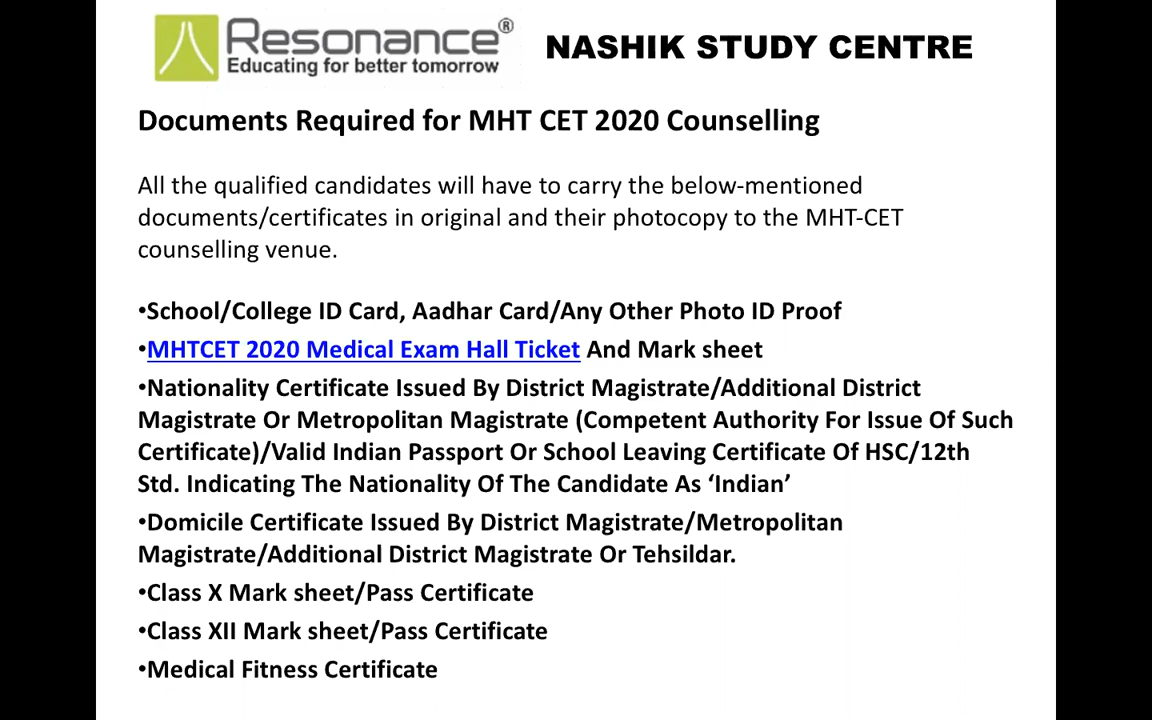 Resonance®
Educating for better tomorrow
NASHIK STUDY CENTRE
Documents Required for MHT CET 2020 Counselling
All the qualified candidates will have to carry the below-mentioned
documents/certificates in original and their photocopy to the MHT-CET
counselling venue.
•School/College ID Card, Aadhar Card/Any Other Photo ID Proof
•MHTCET 2020 Medical Exam Hall Ticket And Mark sheet
•Nationality Certificate Issued By District Magistrate/Additional District
Magistrate Or Metropolitan Magistrate (Competent Authority For Issue Of Such
Certificate)/Valid Indian Passport Or School Leaving Certificate Of HSC/12th
Std. Indicating The Nationality Of The Candidate As ‘Indian’
•Domicile Certificate Issued By District Magistrate/Metropolitan
Magistrate/Additional District Magistrate Or Tehsildar.
•Class X Mark sheet/Pass Certificate
•Class XII Mark sheet/Pass Certificate
•Medical Fitness Certificate